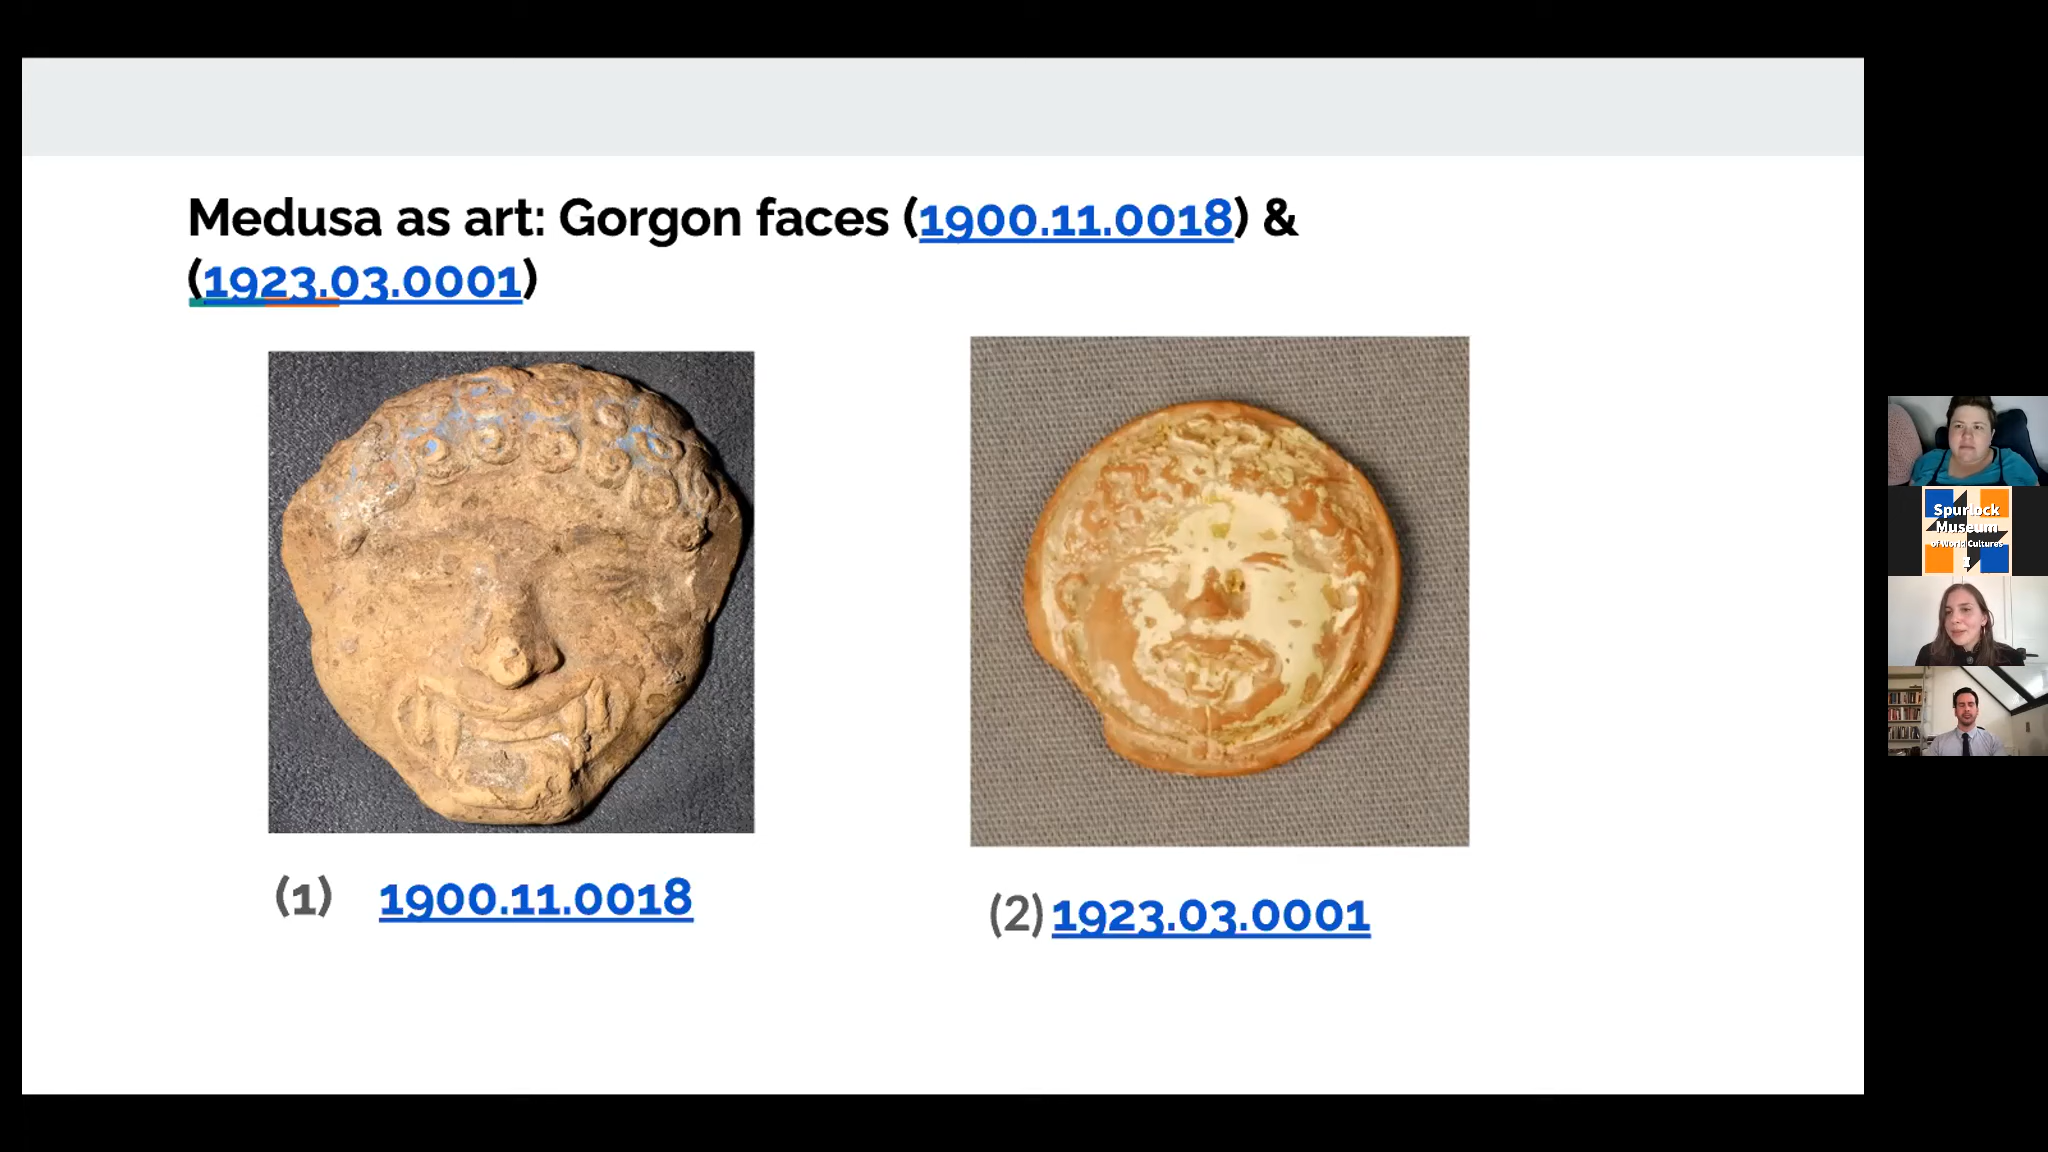 Medusa as art: Gorgon faces (1900.11.0018) &
(1923.03.0001)
(1) 1900.11.0018
(2) 1923.03.0001
Spurlock
Museum
of World Cultures
I